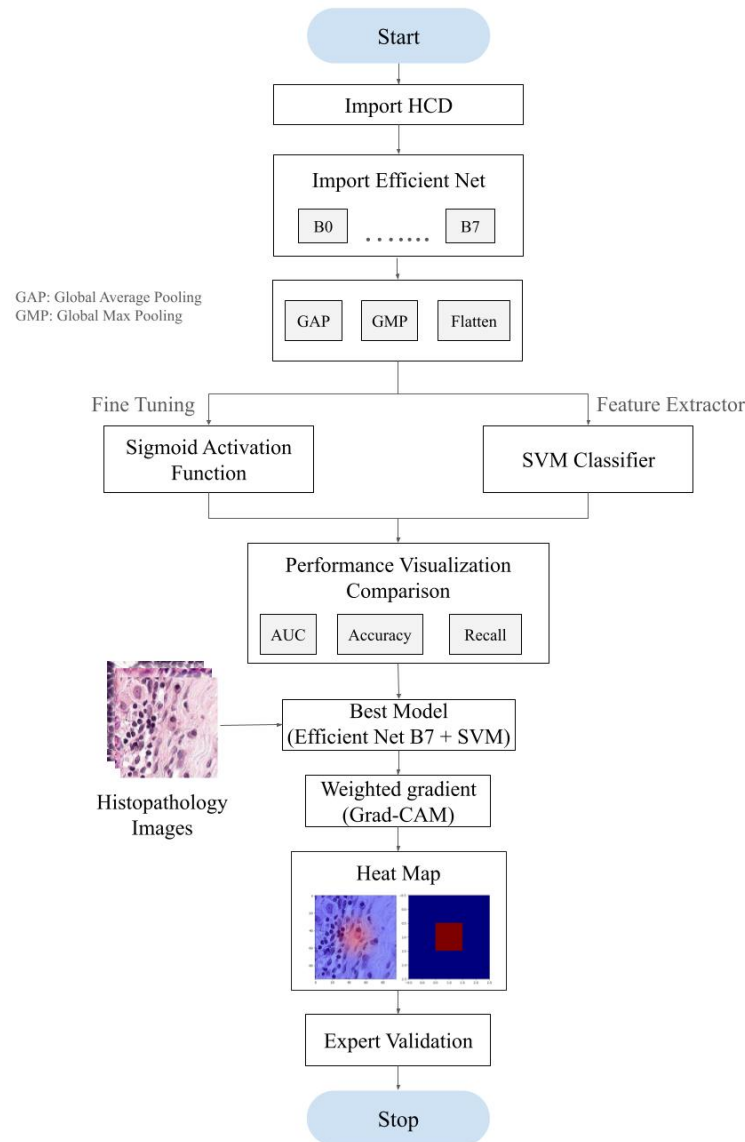 Start
Import HCD
Import Efficient Net
B0
.......
B7
GAP: Global Average Pooling
GMP: Global Max Pooling
GAP
GMP
Flatten
Fine Tuning
Feature Extractor
Sigmoid Activation
Function
SVM Classifier
Performance Visualization
Comparison
AUC
Accuracy
Recall
Best Model
(Efficient Net B7 + SVM)
Histopathology
Images
Weighted gradient
(Grad-CAM)
Heat Map
Expert Validation
Stop